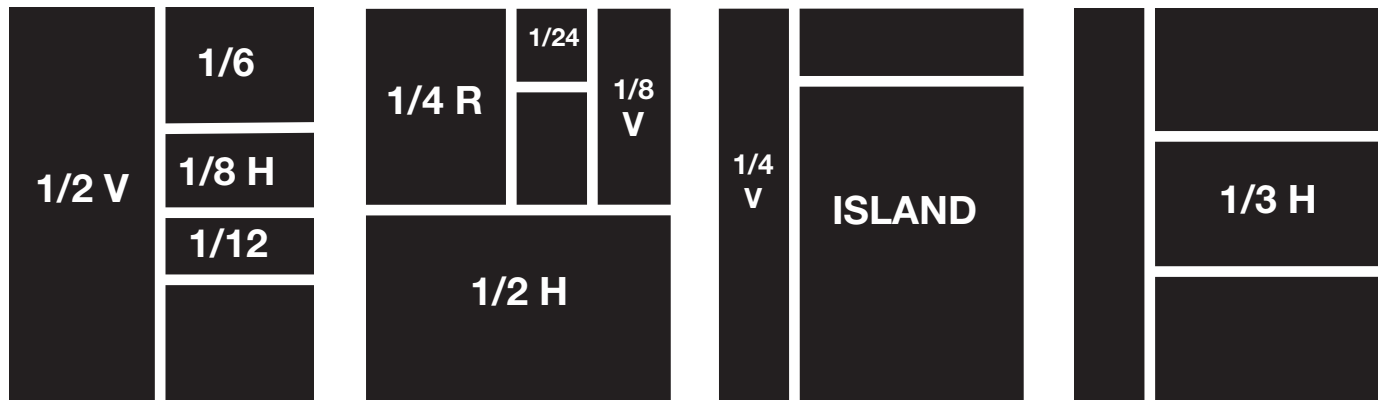 1/2 V
1/6
1/8 H
1/12
1/4 R
1/24
1/8
V
1/2 H
1/4
V
ISLAND
1/3 H